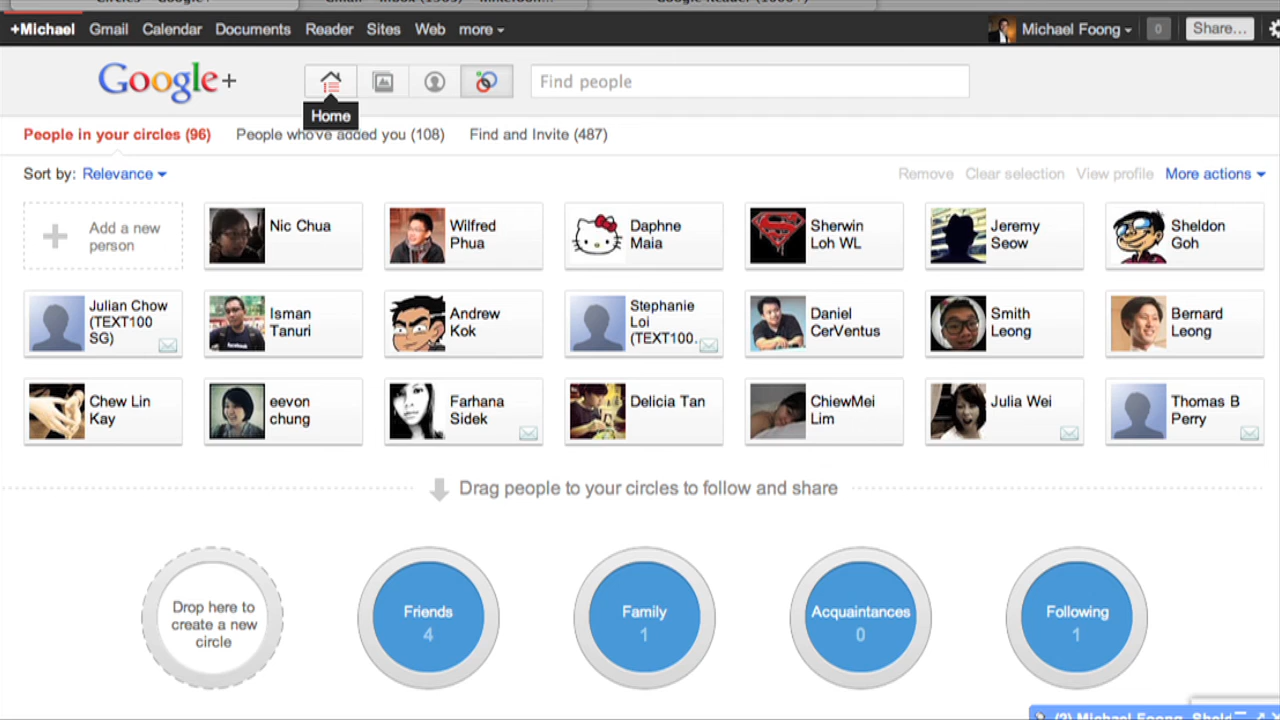 +Michael Gmail Calendar Documents Reader Sites Web more Michael Foong 0 Share...
Google+ Find people
Home
People in your circles (96) People who've added you (108) Find and Invite (487)
Sort by: Relevance Remove Clear selection View profile More actions
Add a new person
Nic Chua
Wilfred Phua
Daphne Maia
Sherwin Loh WL
Jeremy Seow
Sheldon Goh
Julian Chow (TEXT100 SG)
Isman Tanuri
Andrew Kok
Stephanie Loi (TEXT100.
Daniel CerVentus
Smith Leong
Bernard Leong
Chew Lin Kay
eevon chung
Farhana Sidek
Delicia Tan
ChiewMei Lim
Julia Wei
Thomas B Perry
Drag people to your circles to follow and share
Drop here to create a new circle
Friends 4
Family 1
Acquaintances 0
Following 1
(2) Michael Foong, Sheld